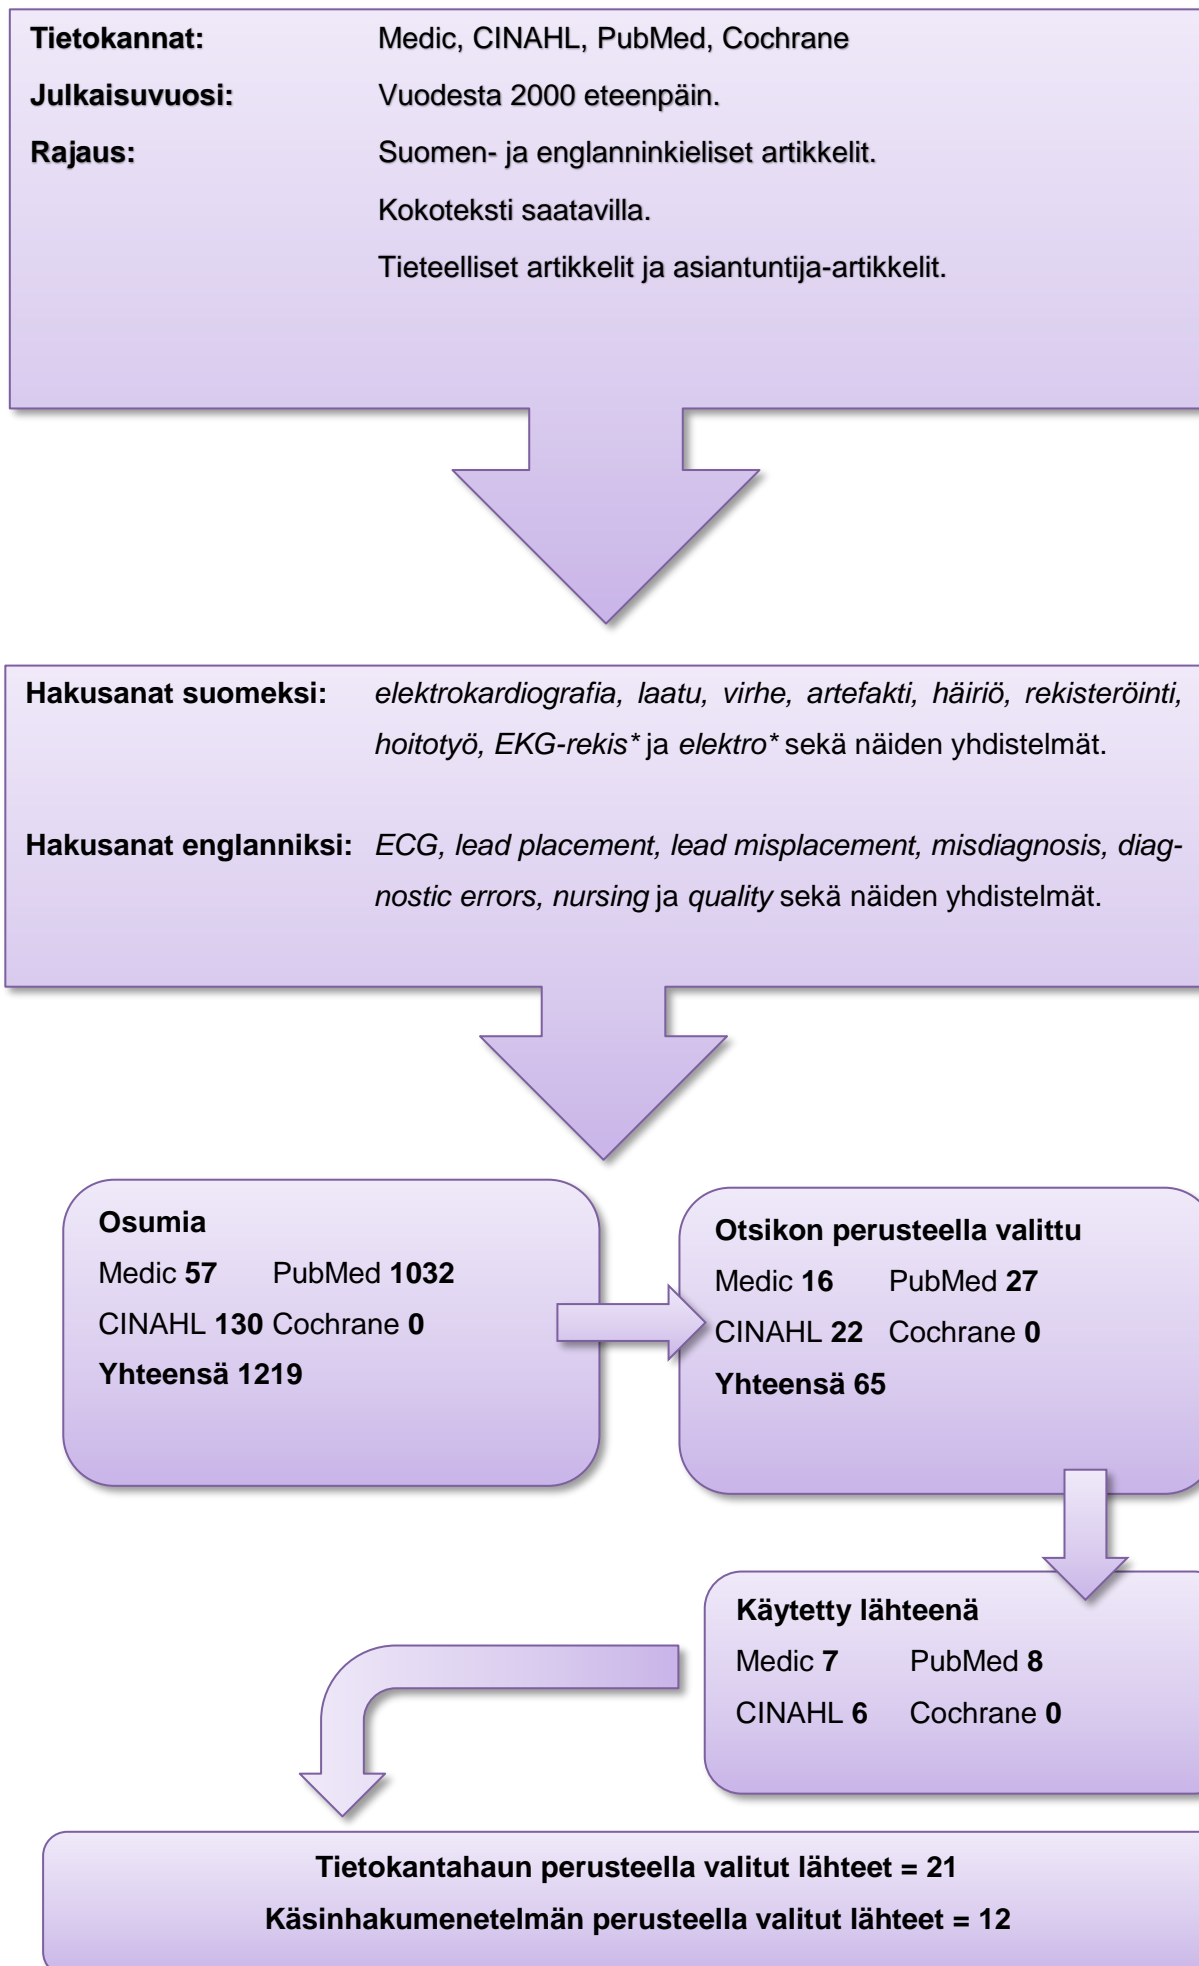 Tietokannat: Medic, CINAHL, PubMed, Cochrane
Julkaisuvuosi: Vuodesta 2000 eteenpäin.
Rajaus: Suomen- ja englanninkieliset artikkelit.
Kokoteksti saatavilla.
Tieteelliset artikkelit ja asiantuntija-artikkelit.
Hakusanat suomeksi: elektrokardiografia, laatu, virhe, artefakti, häiriö, rekisteröinti,
hoitotyö, EKG-rekis* ja elektro* sekä näiden yhdistelmät.
Hakusanat englanniksi: ECG, lead placement, lead misplacement, misdiagnosis, diag-
nostic errors, nursing ja quality sekä näiden yhdistelmät.
Osumia
Medic 57 PubMed 1032
CINAHL 130 Cochrane 0
Yhteensä 1219
Otsikon perusteella valittu
Medic 16 PubMed 27
CINAHL 22 Cochrane 0
Yhteensä 65
Käytetty lähteenä
Medic 7 PubMed 8
CINAHL 6 Cochrane 0
Tietokantahaun perusteella valitut lähteet = 21
Käsinhakumenetelmän perusteella valitut lähteet = 12